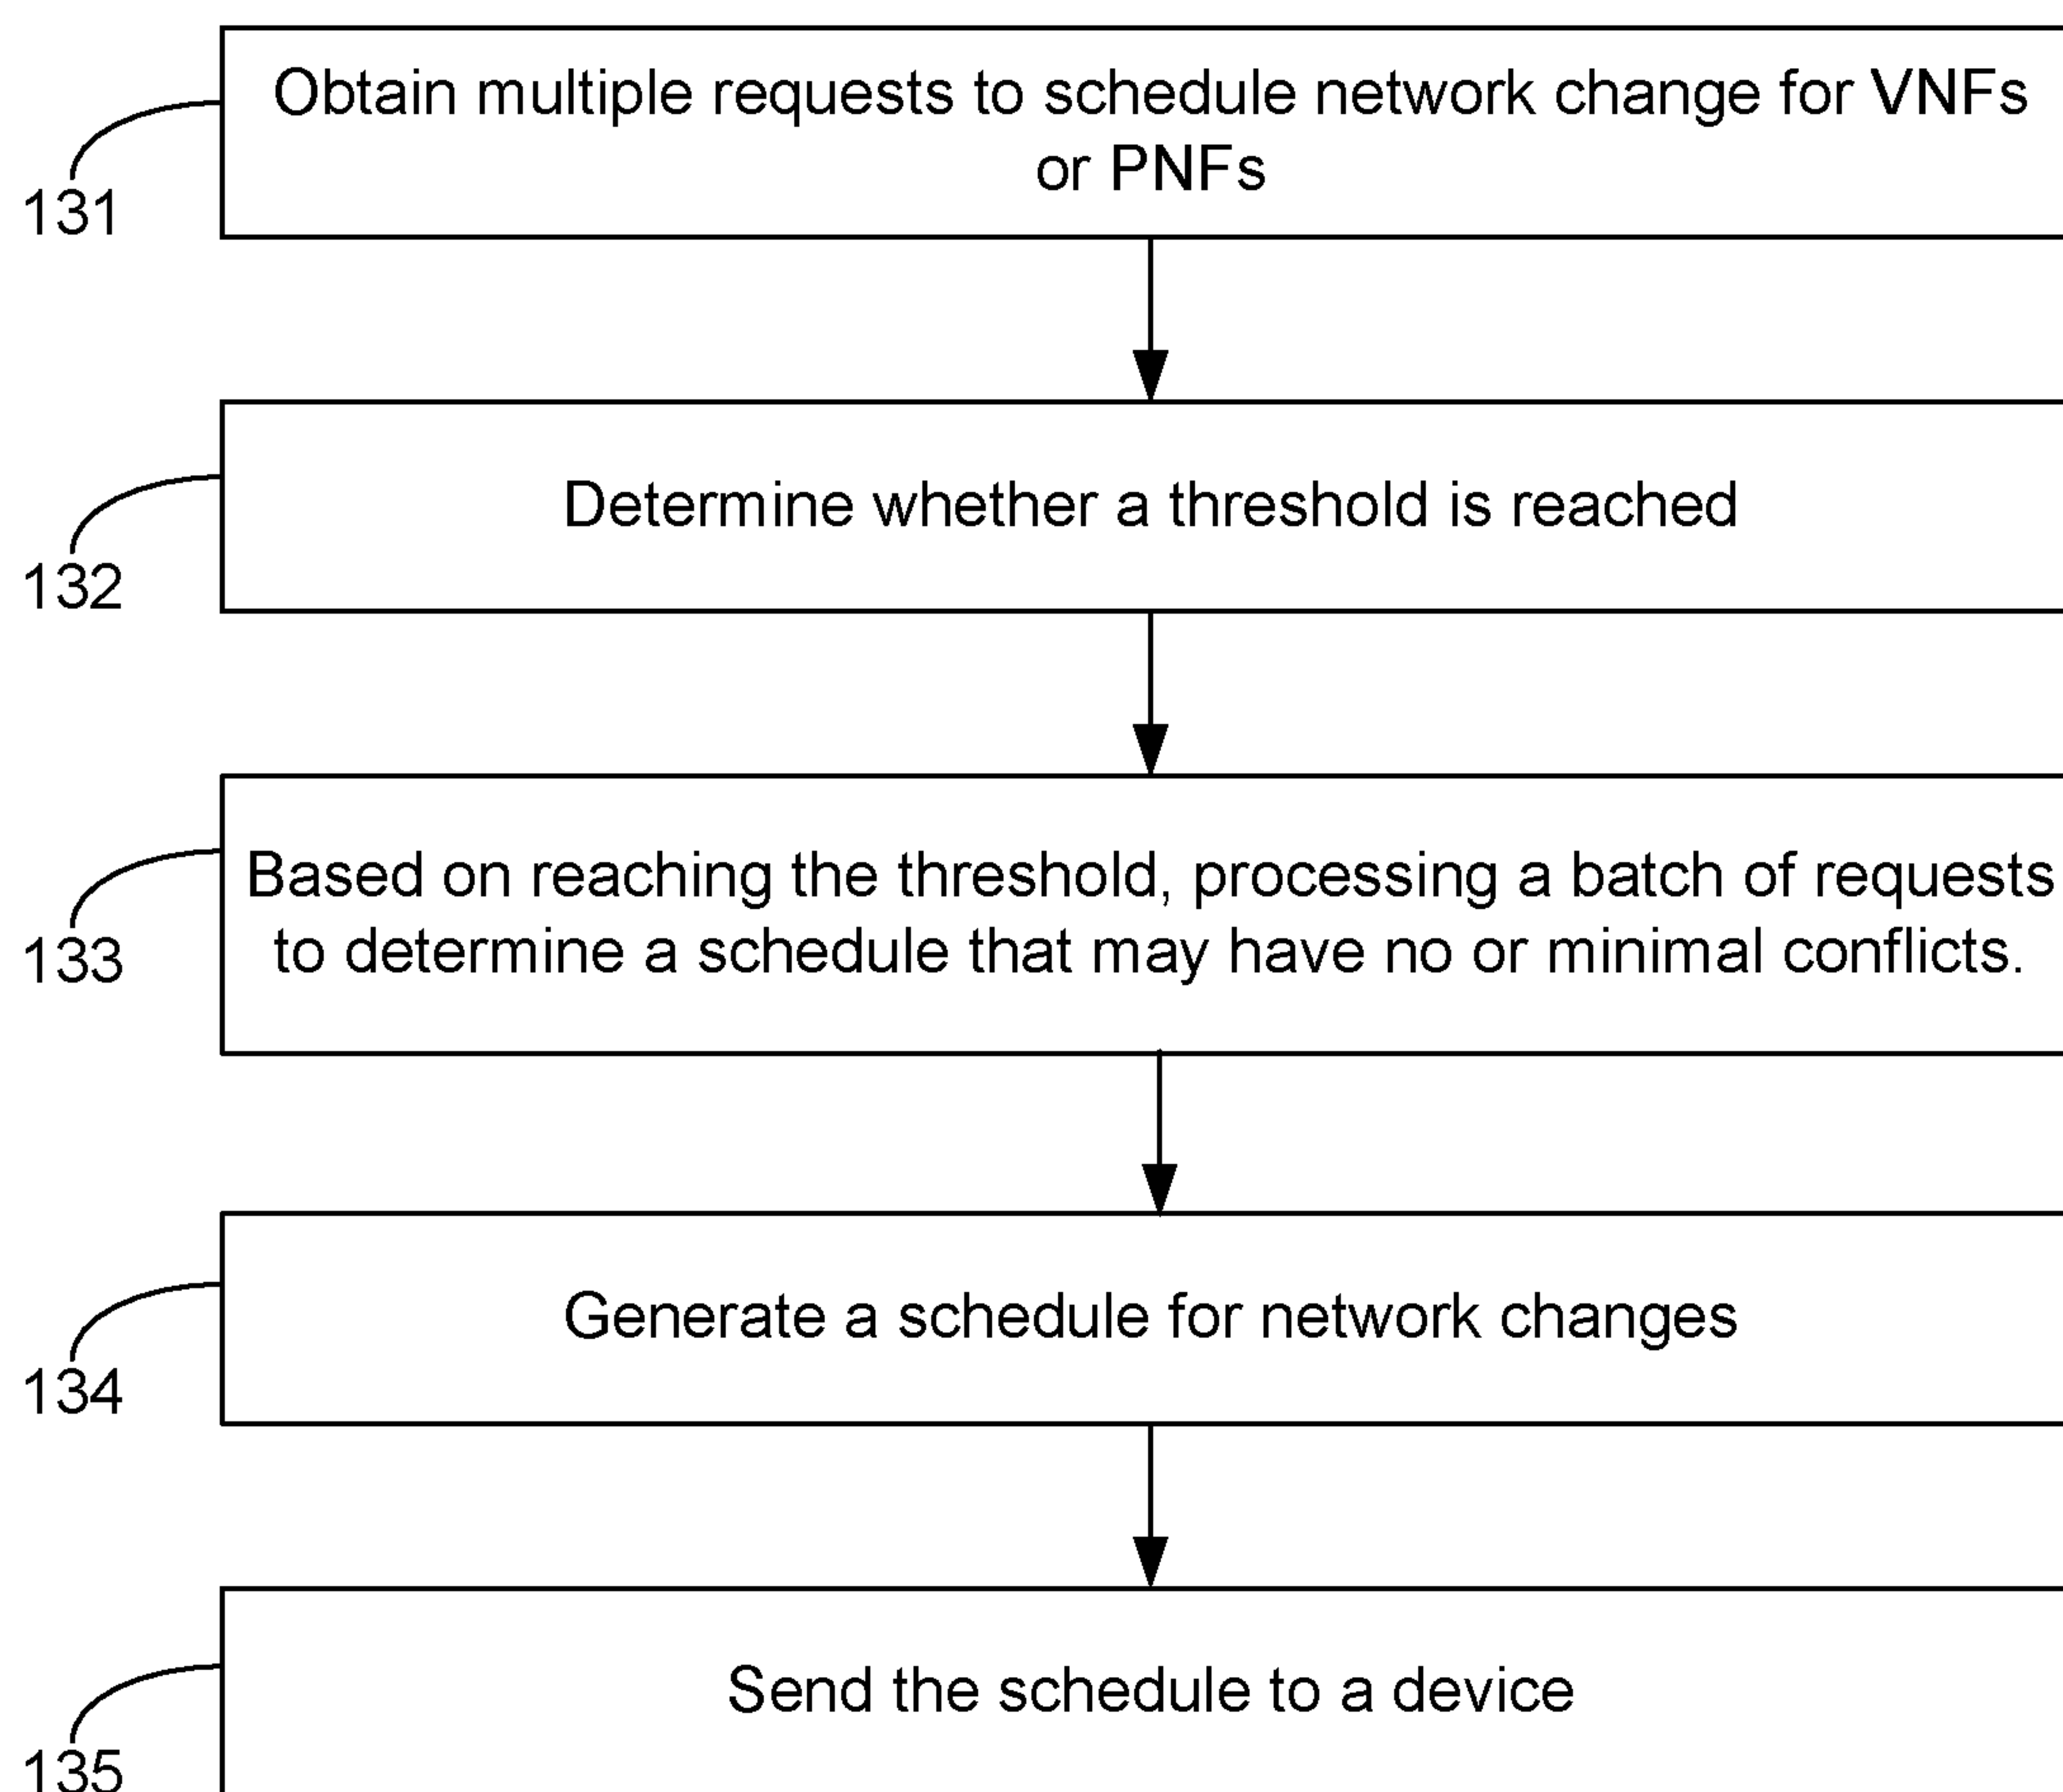 Obtain multiple requests to schedule network change for VNFs
or PNFs
131
Determine whether a threshold is reached
132
Based on reaching the threshold, processing a batch of requests
to determine a schedule that may have no or minimal conflicts.
133
Generate a schedule for network changes
134
Send the schedule to a device
135